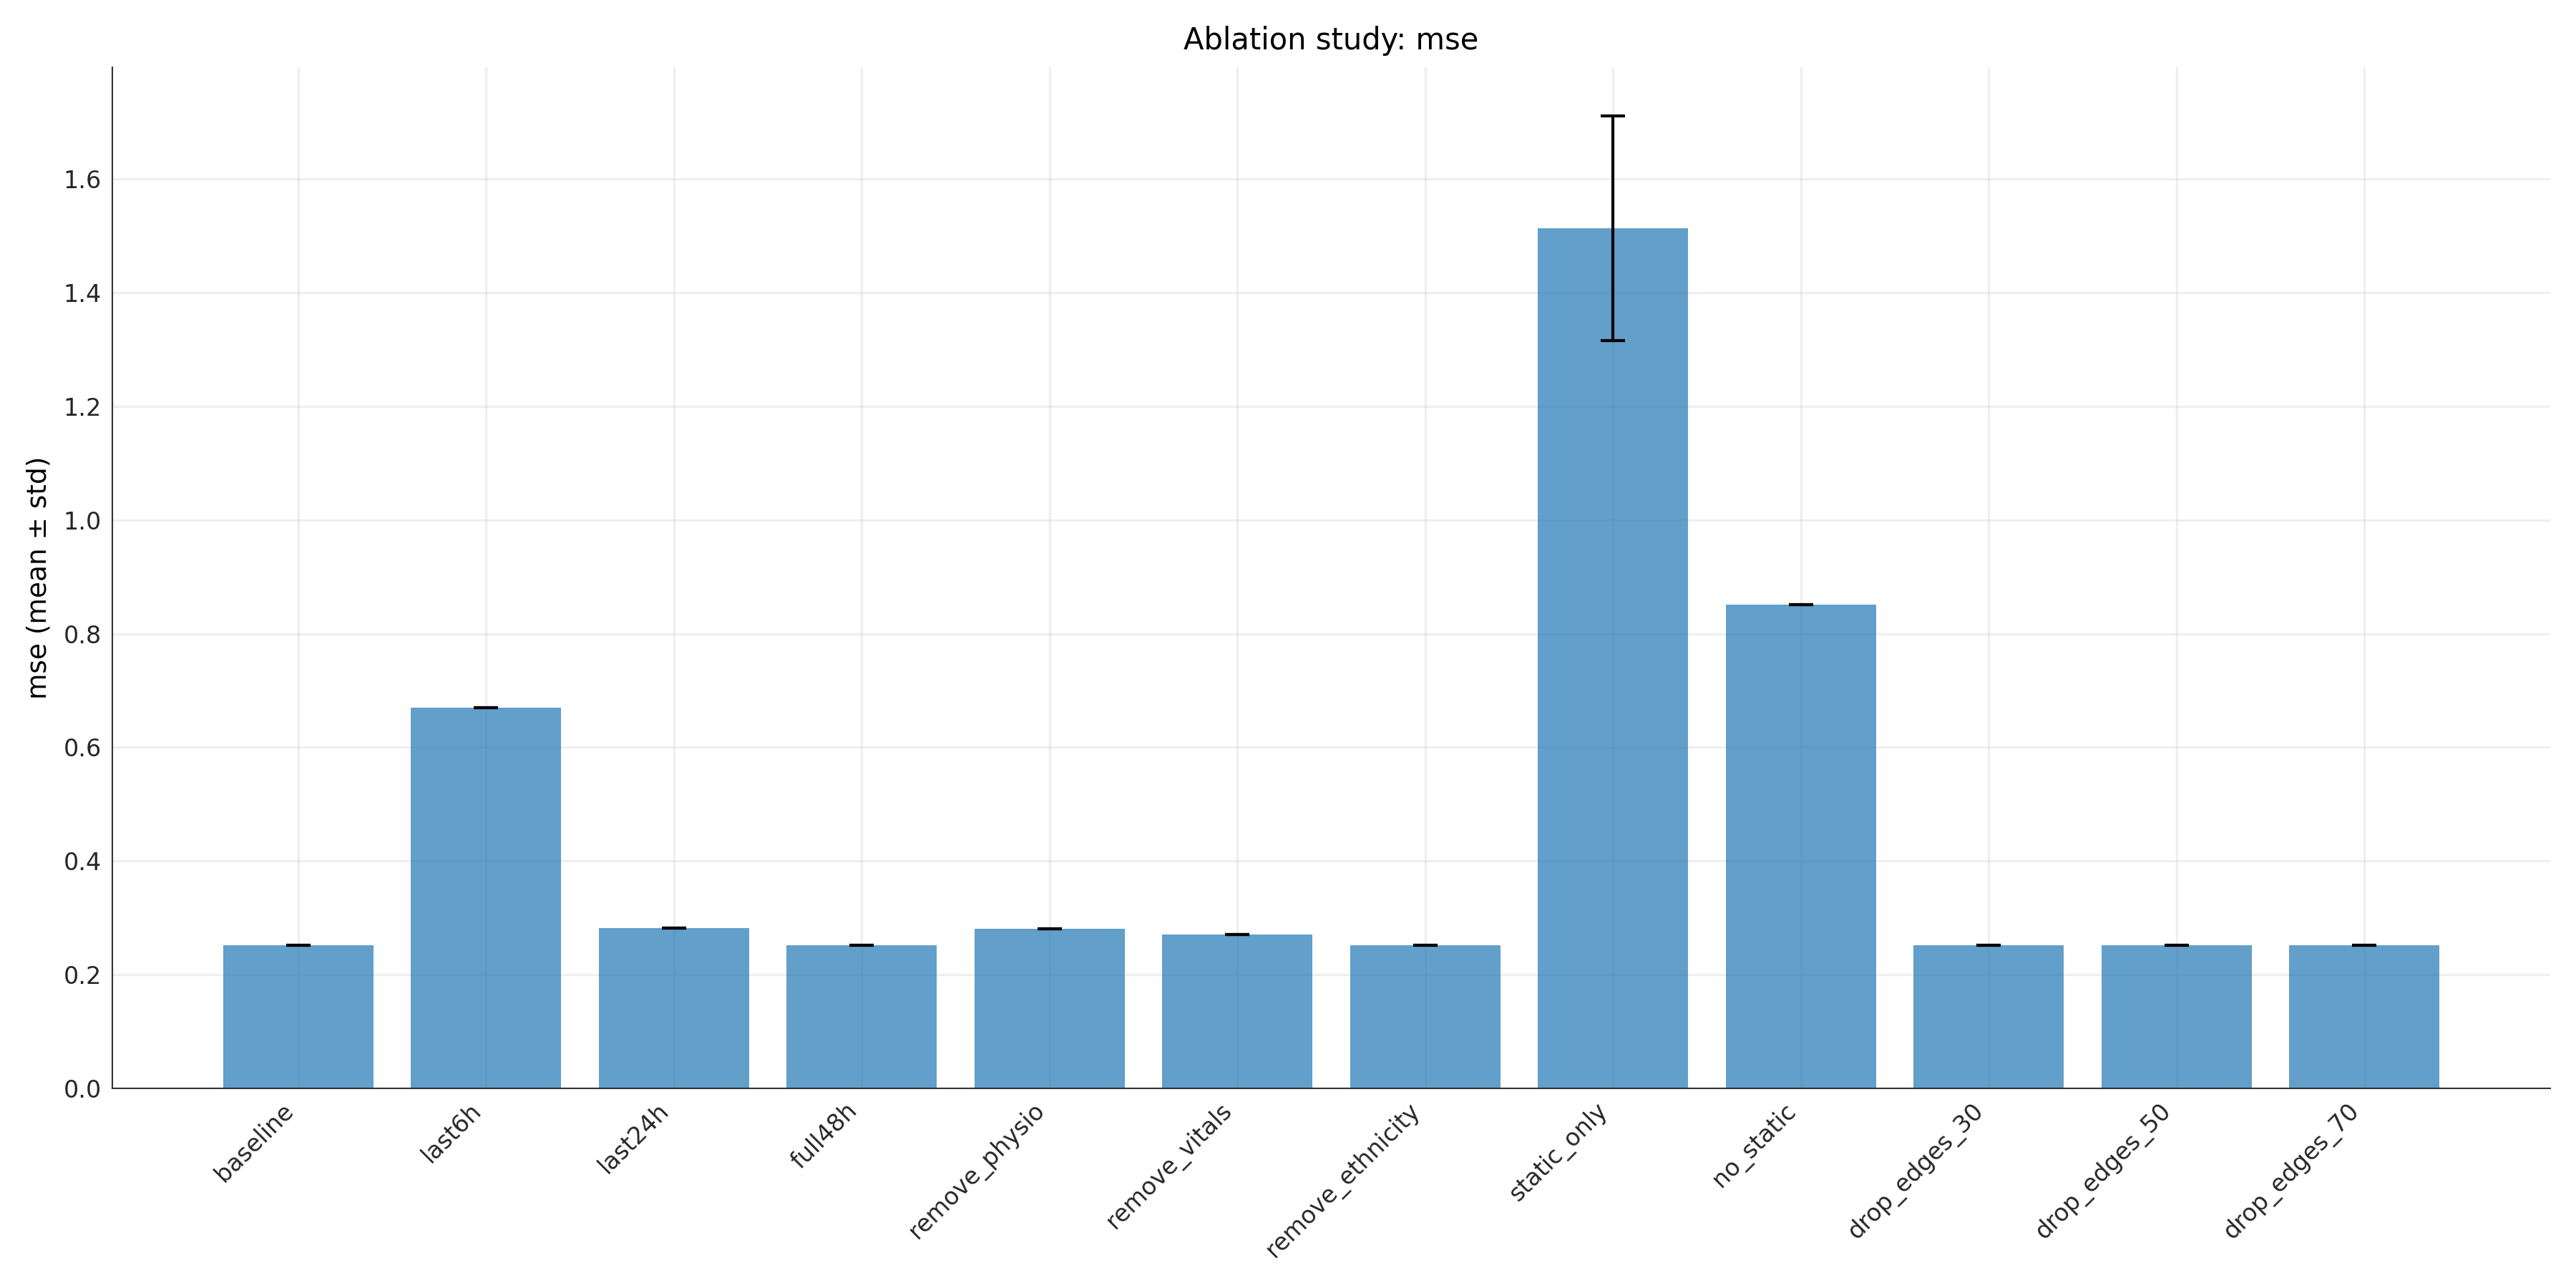 Ablation study: mse
mse (mean ± std)
1.6
1.4
1.2
1.0
0.8
0.6
0.4
0.2
0.0
baseline
last6h
last24h
full48h
remove_physio
remove_vitals
remove_ethnicity
static_only
no_static
drop_edges_30
drop_edges_50
drop_edges_70